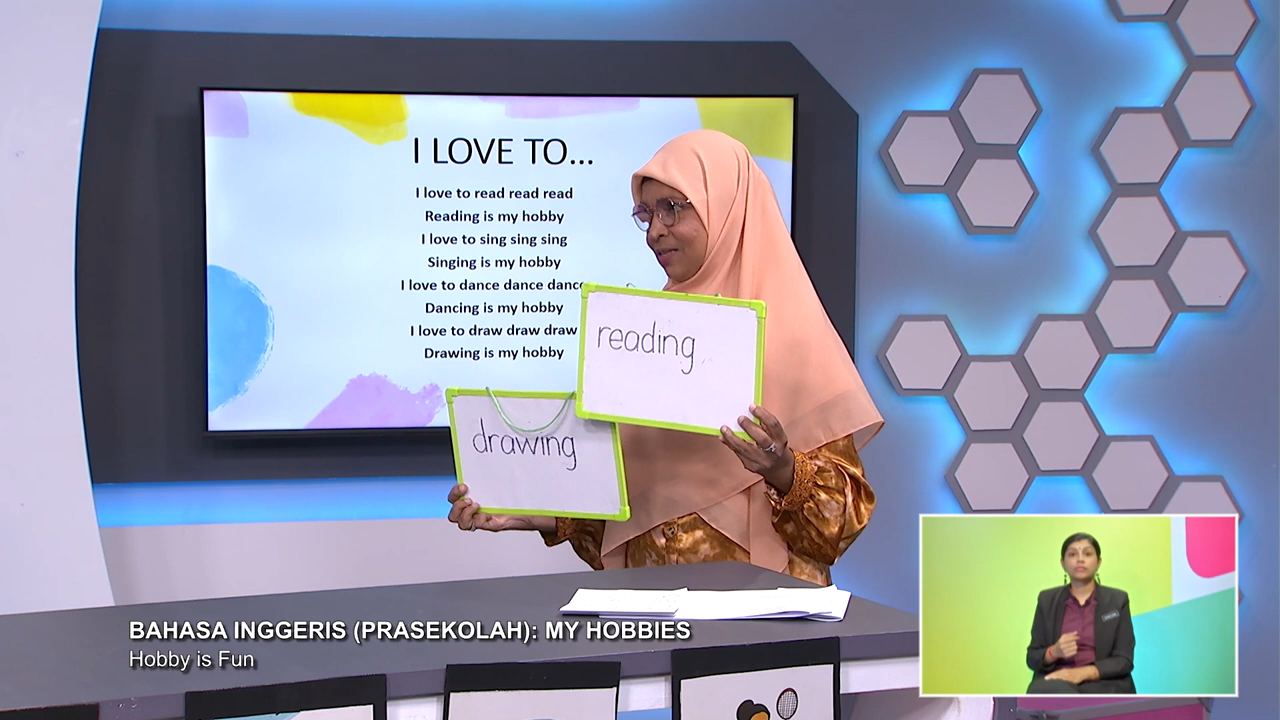 I LOVE TO...
I love to read read read
Reading is my hobby
I love to sing sing sing
Singing is my hobby
I love to dance dance dance
Dancing is my hobby
I love to draw draw draw
Drawing is my hobby
reading
drawing
BAHASA INGGERIS (PRASEKOLAH): MY HOBBIES
Hobby is Fun